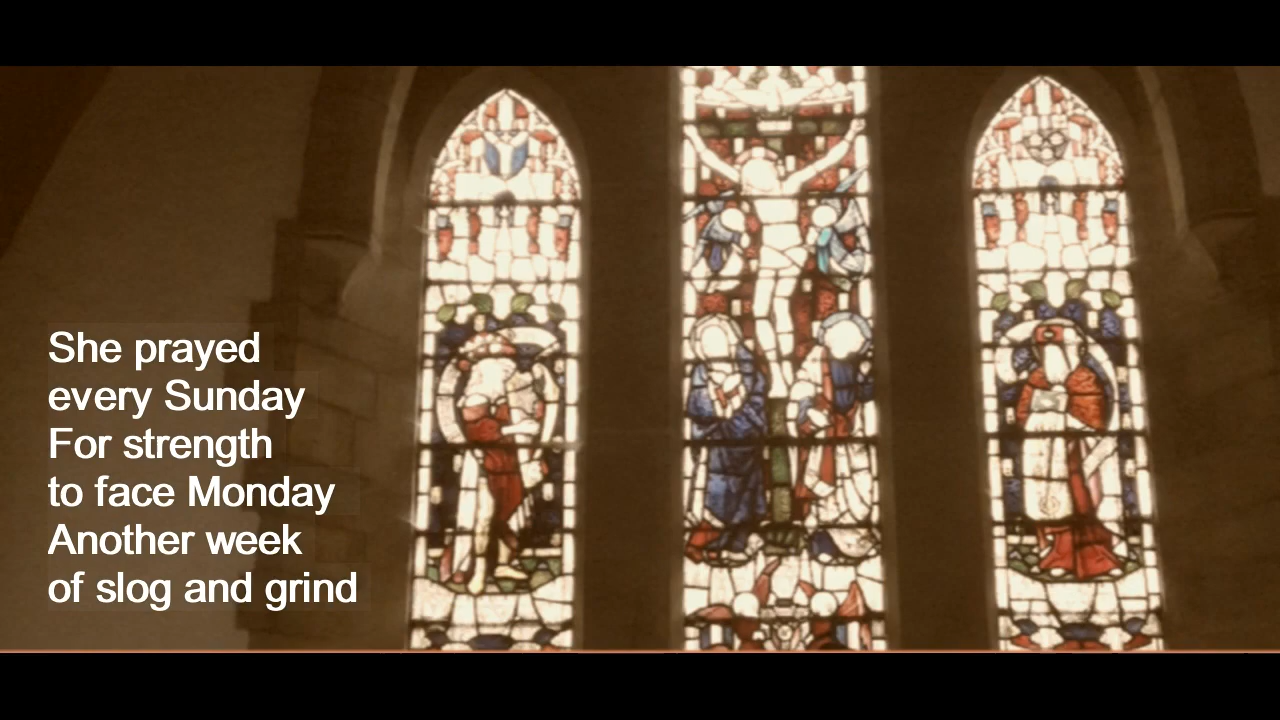 She prayed
every Sunday
For strength
to face Monday
Another week
of slog and grind